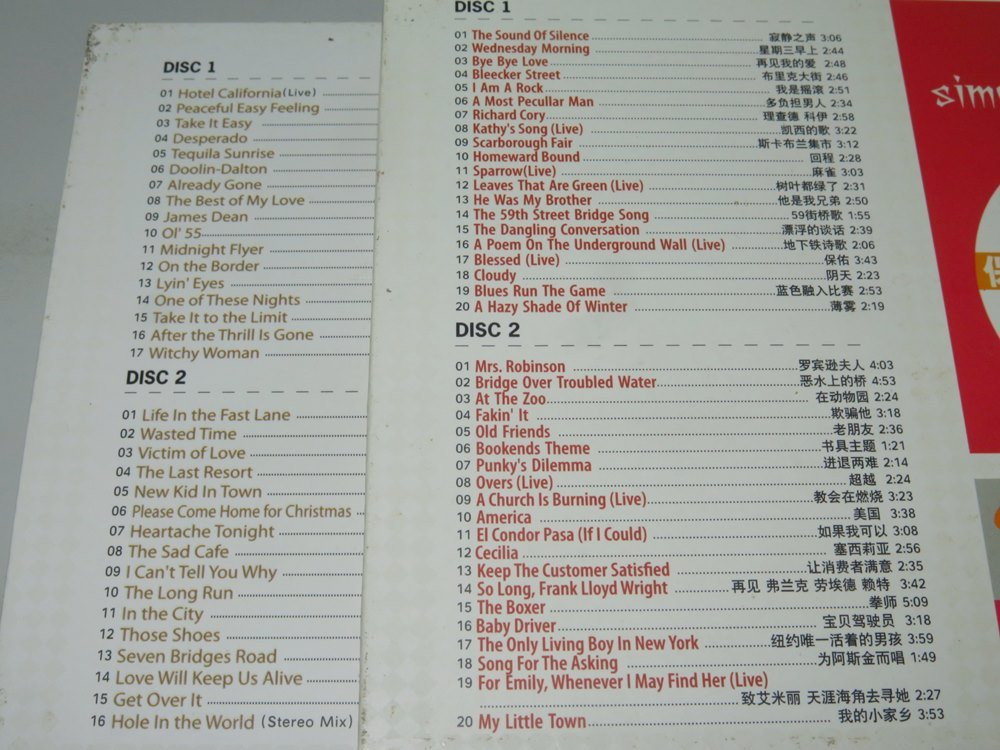 DISC 1
01 Hotel California(Live)
02 Peaceful Easy Feeling
03 Take It Easy
04 Desperado
05 Tequila Sunrise
06 Doolin-Dalton
07 Already Gone
08 The Best of My Love
09 James Dean
10 Ol' 55
11 Midnight Flyer
12 On the Border
13 Lyin' Eyes
14 One of These Nights
15 Take It to the Limit
16 After the Thrill Is Gone
17 Witchy Woman
DISC 2
01 Life In the Fast Lane
02 Wasted Time
03 Victim of Love
04 The Last Resort
05 New Kid In Town
06 Please Come Home for Christmas
07 Heartache Tonight
08 The Sad Cafe
09 I Can't Tell You Why
10 The Long Run
11 In the City
12 Those Shoes
13 Seven Bridges Road
14 Love Will Keep Us Alive
15 Get Over It
16 Hole In the World (Stereo Mix)
DISC 1
01 The Sound Of Silence 寂静之声 3:06
02 Wednesday Morning 星期三早上 2:44
03 Bye Bye Love 再见我的爱 2:48
04 Bleecker Street 布里克大街 2:46
05 I Am A Rock 我是摇滚 2:51
06 A Most Pecullar Man 多负担男人 2:34
07 Richard Cory 理查德 科伊 2:58
08 Kathy's Song (Live) 凯西的歌 3:22
09 Scarborough Fair 斯卡布兰集市 3:12
10 Homeward Bound 回程 2:28
11 Sparrow(Live) 麻雀 3:03
12 Leaves That Are Green (Live) 树叶都绿了 2:31
13 He Was My Brother 他是我兄弟 2:50
14 The 59th Street Bridge Song 59街桥歌 1:55
15 The Dangling Conversation 漂浮的谈话 2:39
16 A Poem On The Underground Wall (Live) 地下铁诗歌 2:06
17 Blessed (Live) 保佑 3:43
18 Cloudy 阴天 2:23
19 Blues Run The Game 蓝色融入比赛 2:53
20 A Hazy Shade Of Winter 薄雾 2:19
DISC 2
01 Mrs. Robinson 罗宾逊夫人 4:03
02 Bridge Over Troubled Water 恶水上的桥 4:53
03 At The Zoo 在动物园 2:24
04 Fakin' It 欺骗他 3:18
05 Old Friends 老朋友 2:36
06 Bookends Theme 书具主题 1:21
07 Punky's Dilemma 进退两难 2:14
08 Overs (Live) 超越 2:24
09 A Church Is Burning (Live) 教会在燃烧 3:23
10 America 美国 3:38
11 El Condor Pasa (If I Could) 如果我可以 3:08
12 Cecilia 塞西莉亚 2:56
13 Keep The Customer Satisfied 让消费者满意 2:35
14 So Long, Frank Lloyd Wright 再见 弗兰克 劳埃德 赖特 3:42
15 The Boxer 拳师 5:09
16 Baby Driver 宝贝驾驶员 3:18
17 The Only Living Boy In New York 纽约唯一活着的男孩 3:59
18 Song For The Asking 为阿斯金而唱 1:49
19 For Emily, Whenever I May Find Her (Live)
致艾米丽 天涯海角去寻她 2:27
20 My Little Town 我的小家乡 3:53